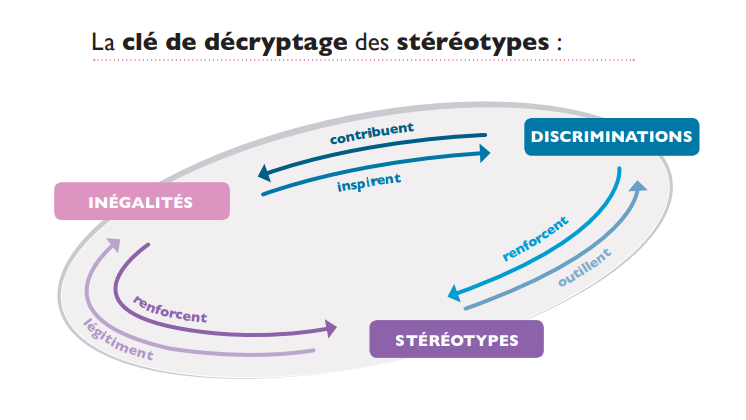 La clé de décryptage des stéréotypes :
contribuent
DISCRIMINATIONS
inspirent
INÉGALITÉS
renforcent
outillent
renforcent
légitiment
STÉRÉOTYPES